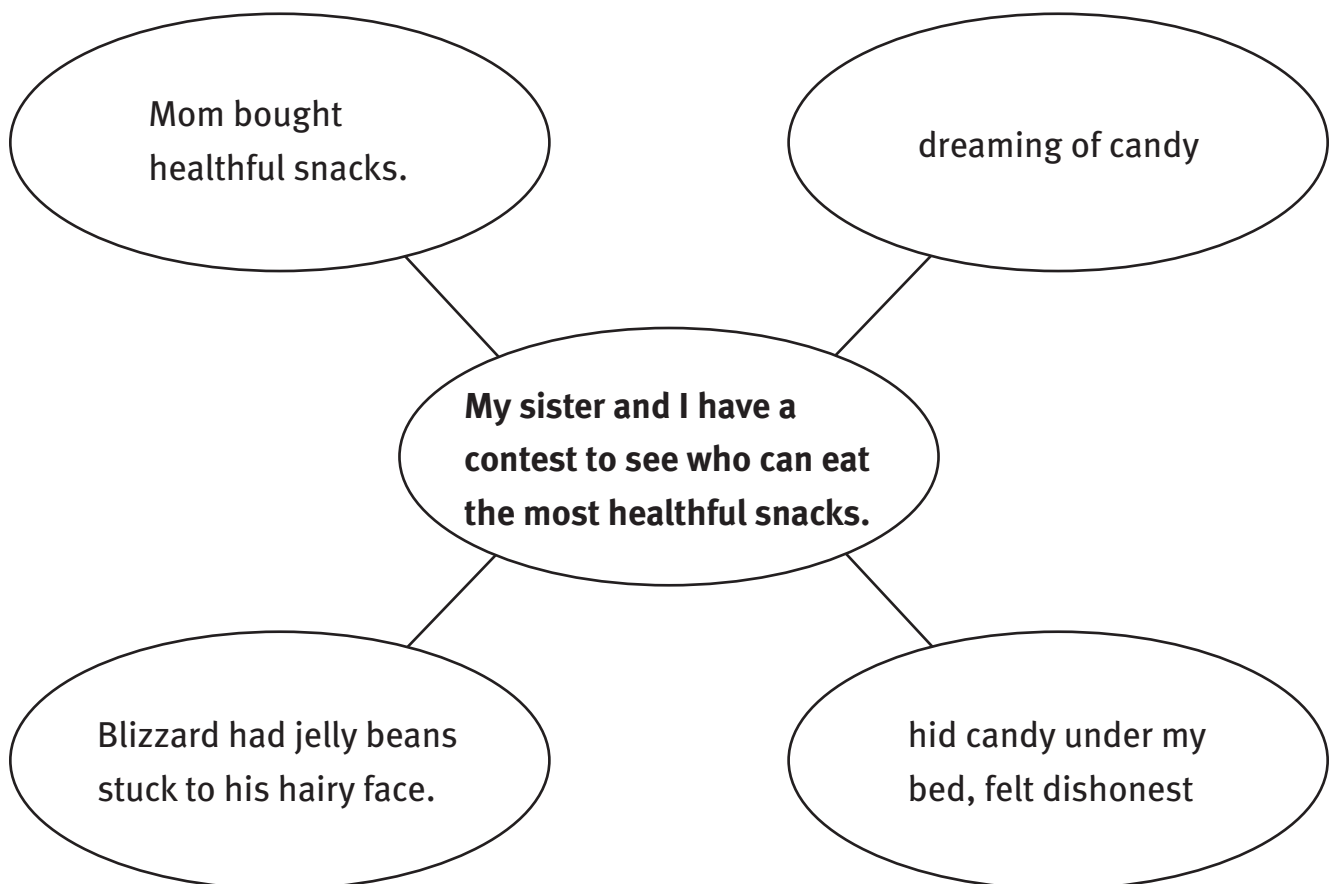 Mom bought
healthful snacks.
dreaming of candy
My sister and I have a
contest to see who can eat
the most healthful snacks.
Blizzard had jelly beans
stuck to his hairy face.
hid candy under my
bed, felt dishonest